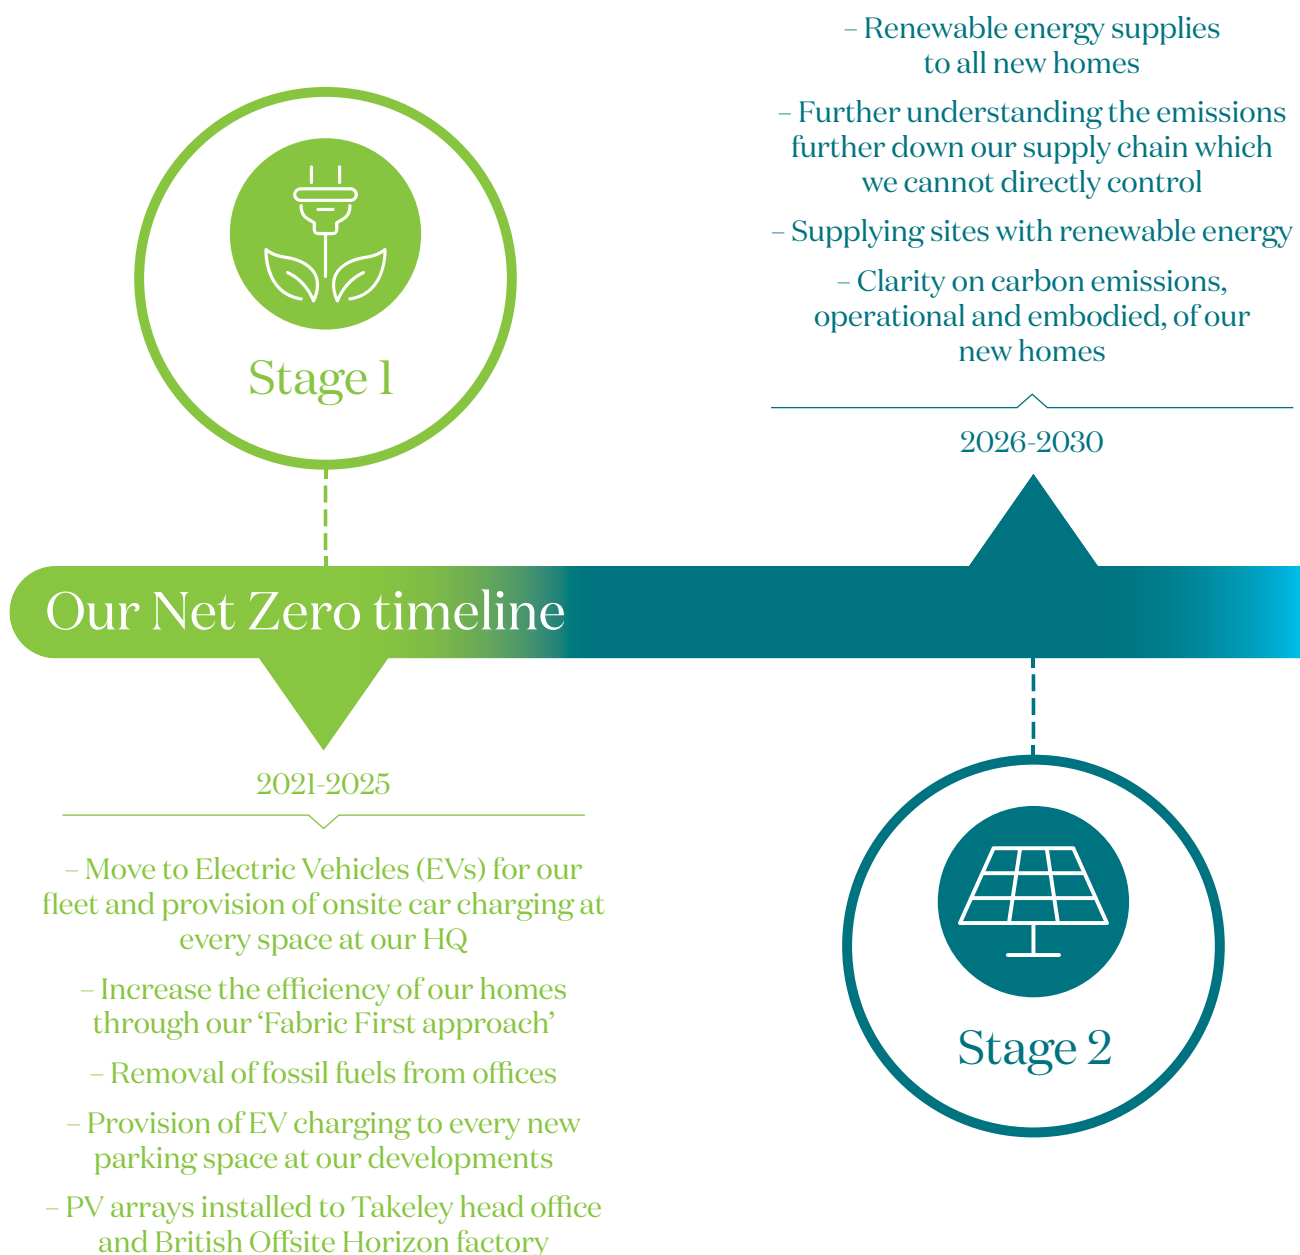 – Renewable energy supplies
to all new homes
– Further understanding the emissions
further down our supply chain which
we cannot directly control
– Supplying sites with renewable energy
– Clarity on carbon emissions,
operational and embodied, of our
new homes
2026-2030
Stage 1
Our Net Zero timeline
2021-2025
– Move to Electric Vehicles (EVs) for our
fleet and provision of onsite car charging at
every space at our HQ
– Increase the efficiency of our homes
through our ‘Fabric First approach’
– Removal of fossil fuels from offices
– Provision of EV charging to every new
parking space at our developments
– PV arrays installed to Takeley head office
and British Offsite Horizon factory
Stage 2